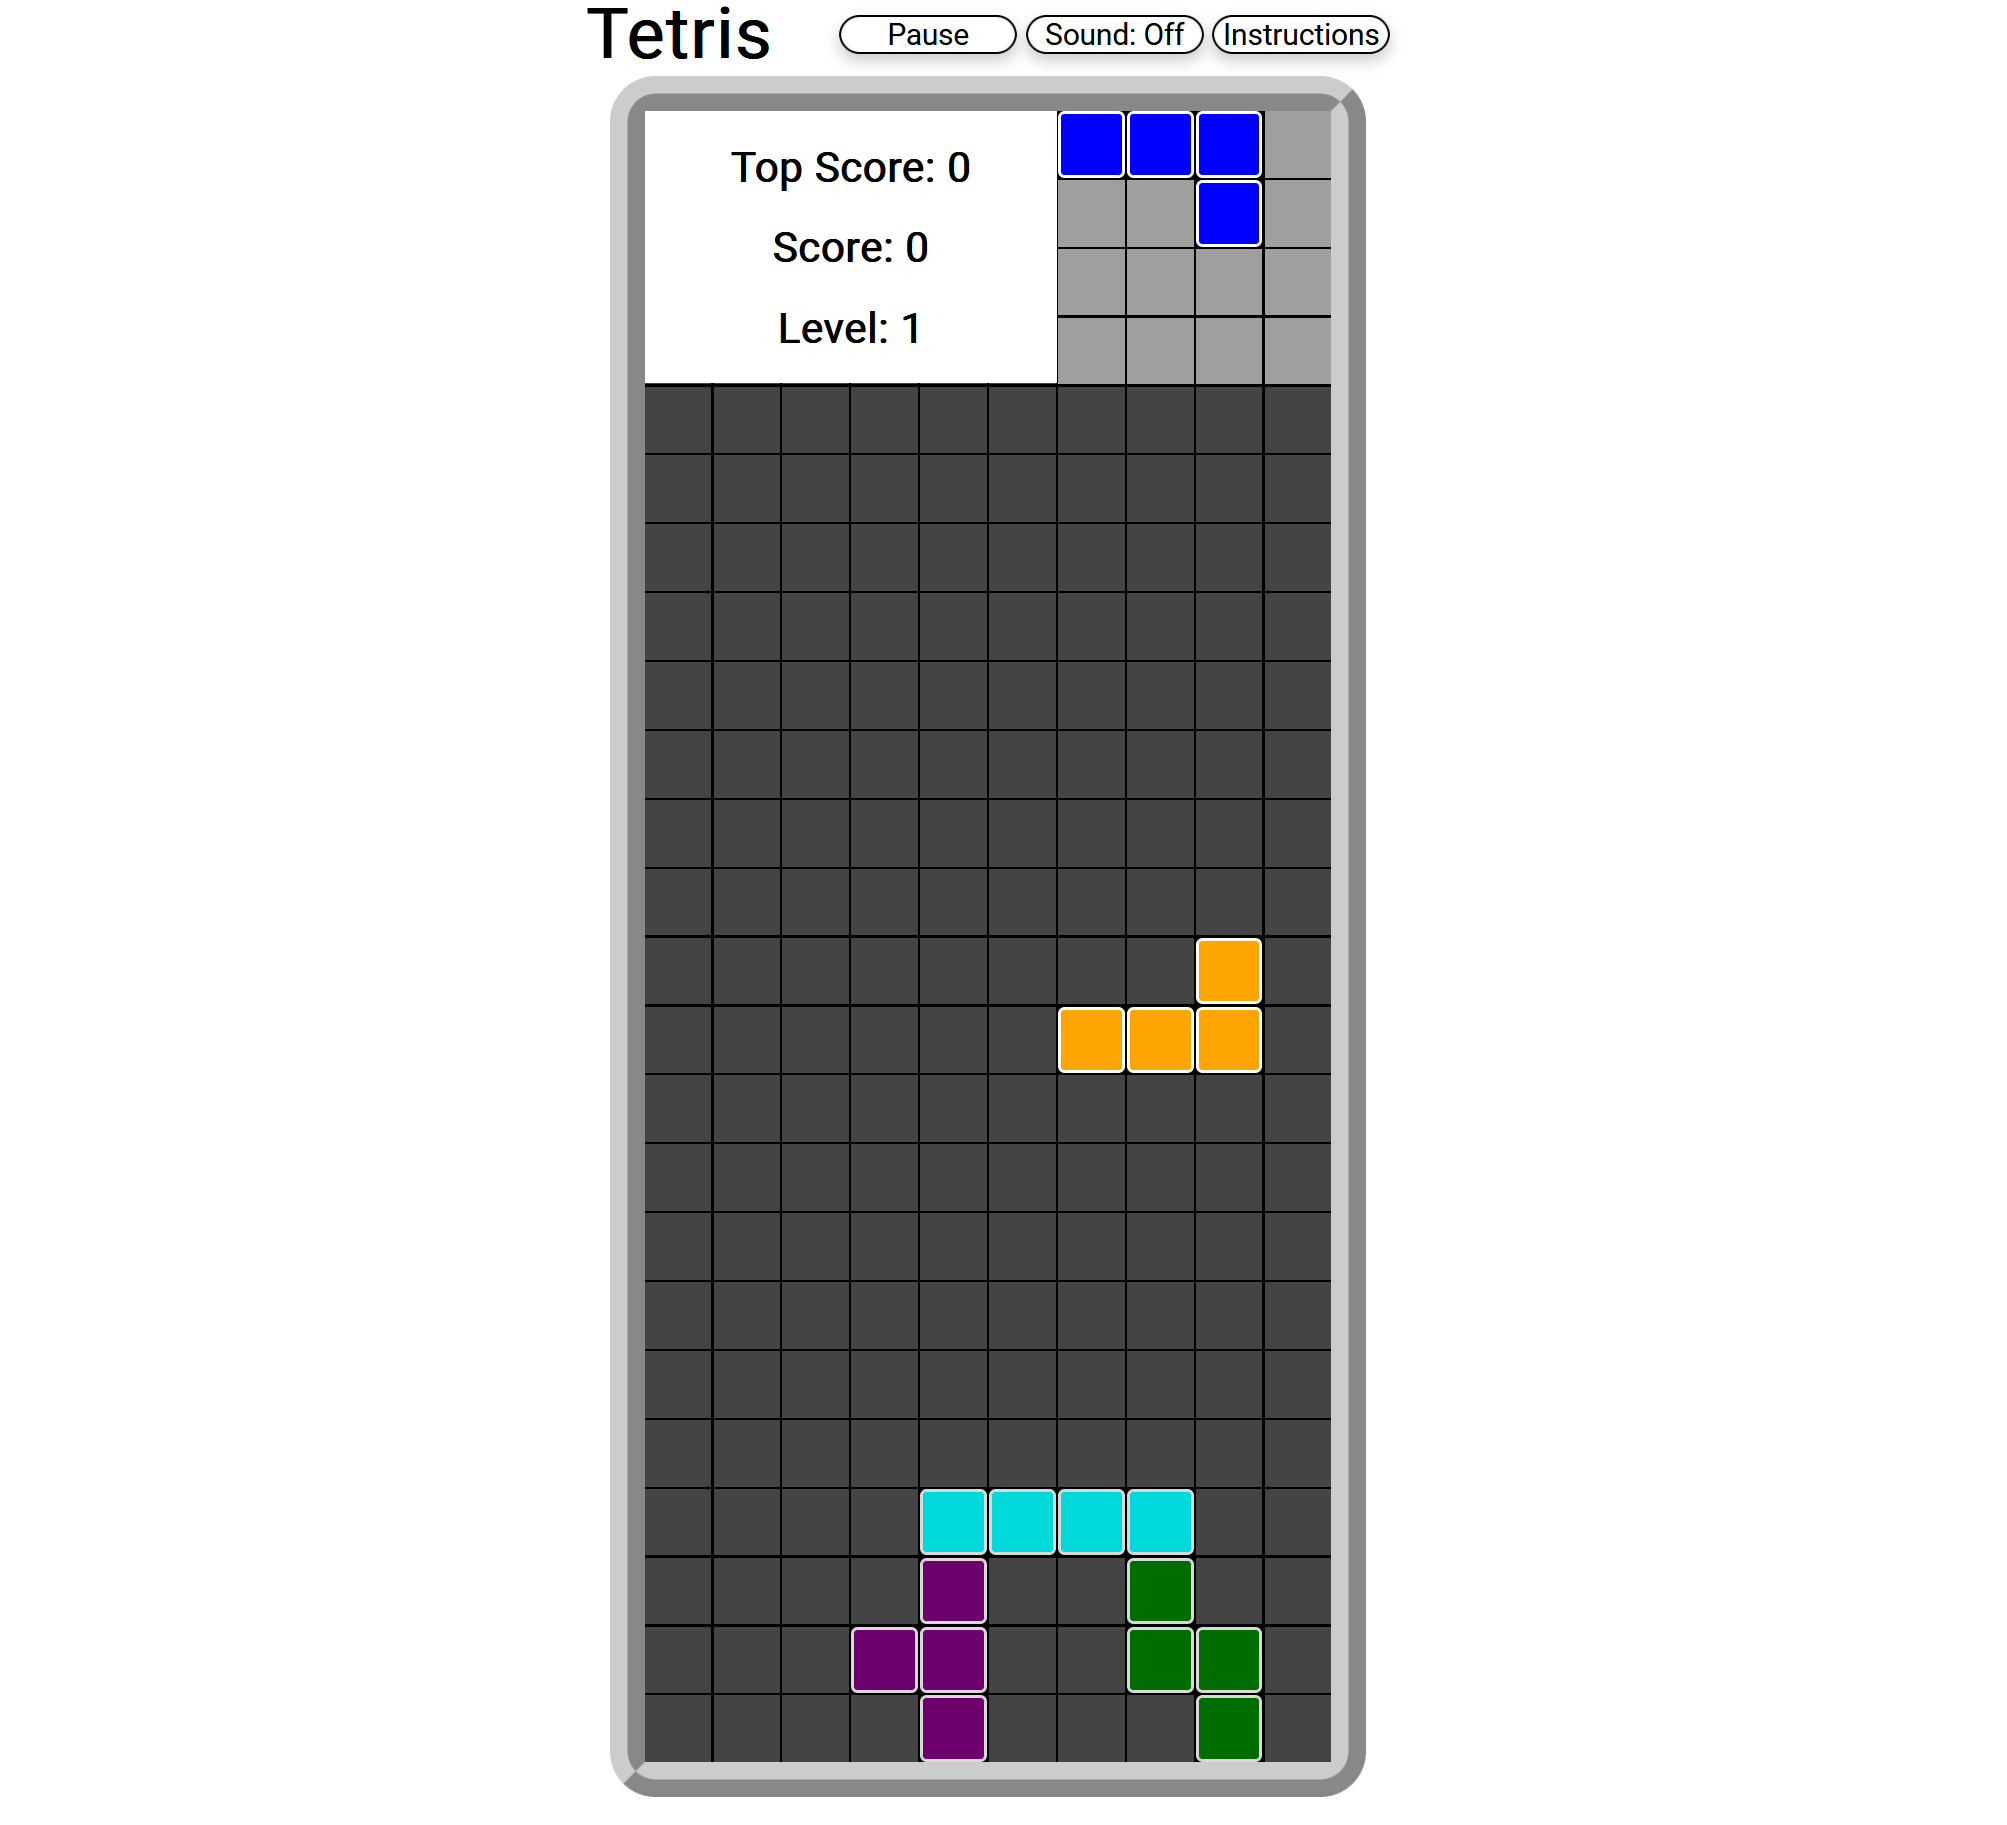 Tetris
Pause
Sound: Off
Instructions
Top Score: 0
Score: 0
Level: 1